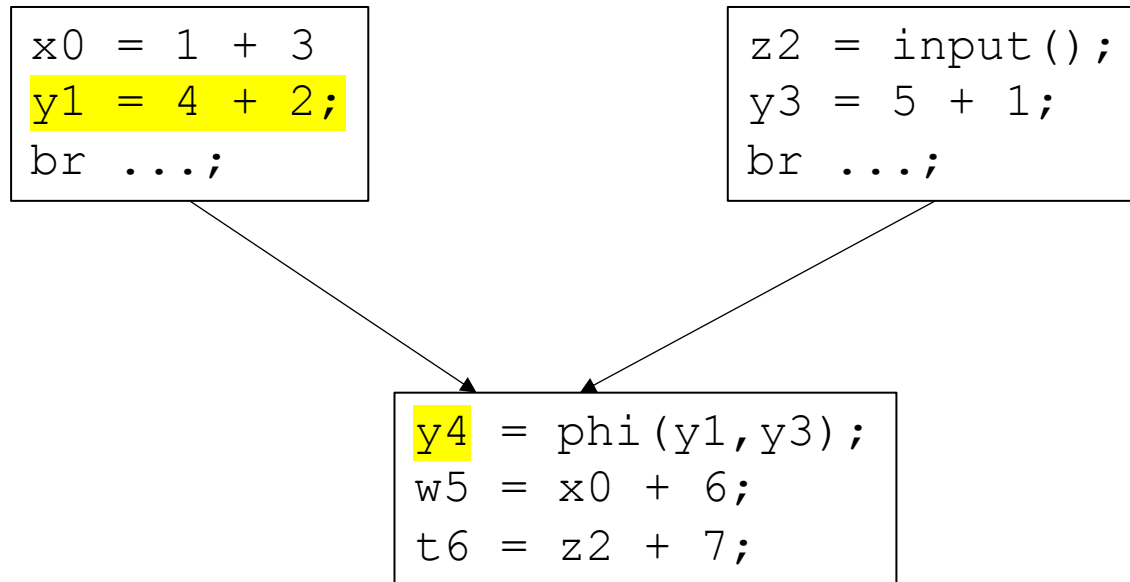 x0 = 1 + 3
y1 = 4 + 2;
br ...;
z2 = input();
y3 = 5 + 1;
br ...;
y4 = phi(y1,y3);
w5 = x0 + 6;
t6 = z2 + 7;